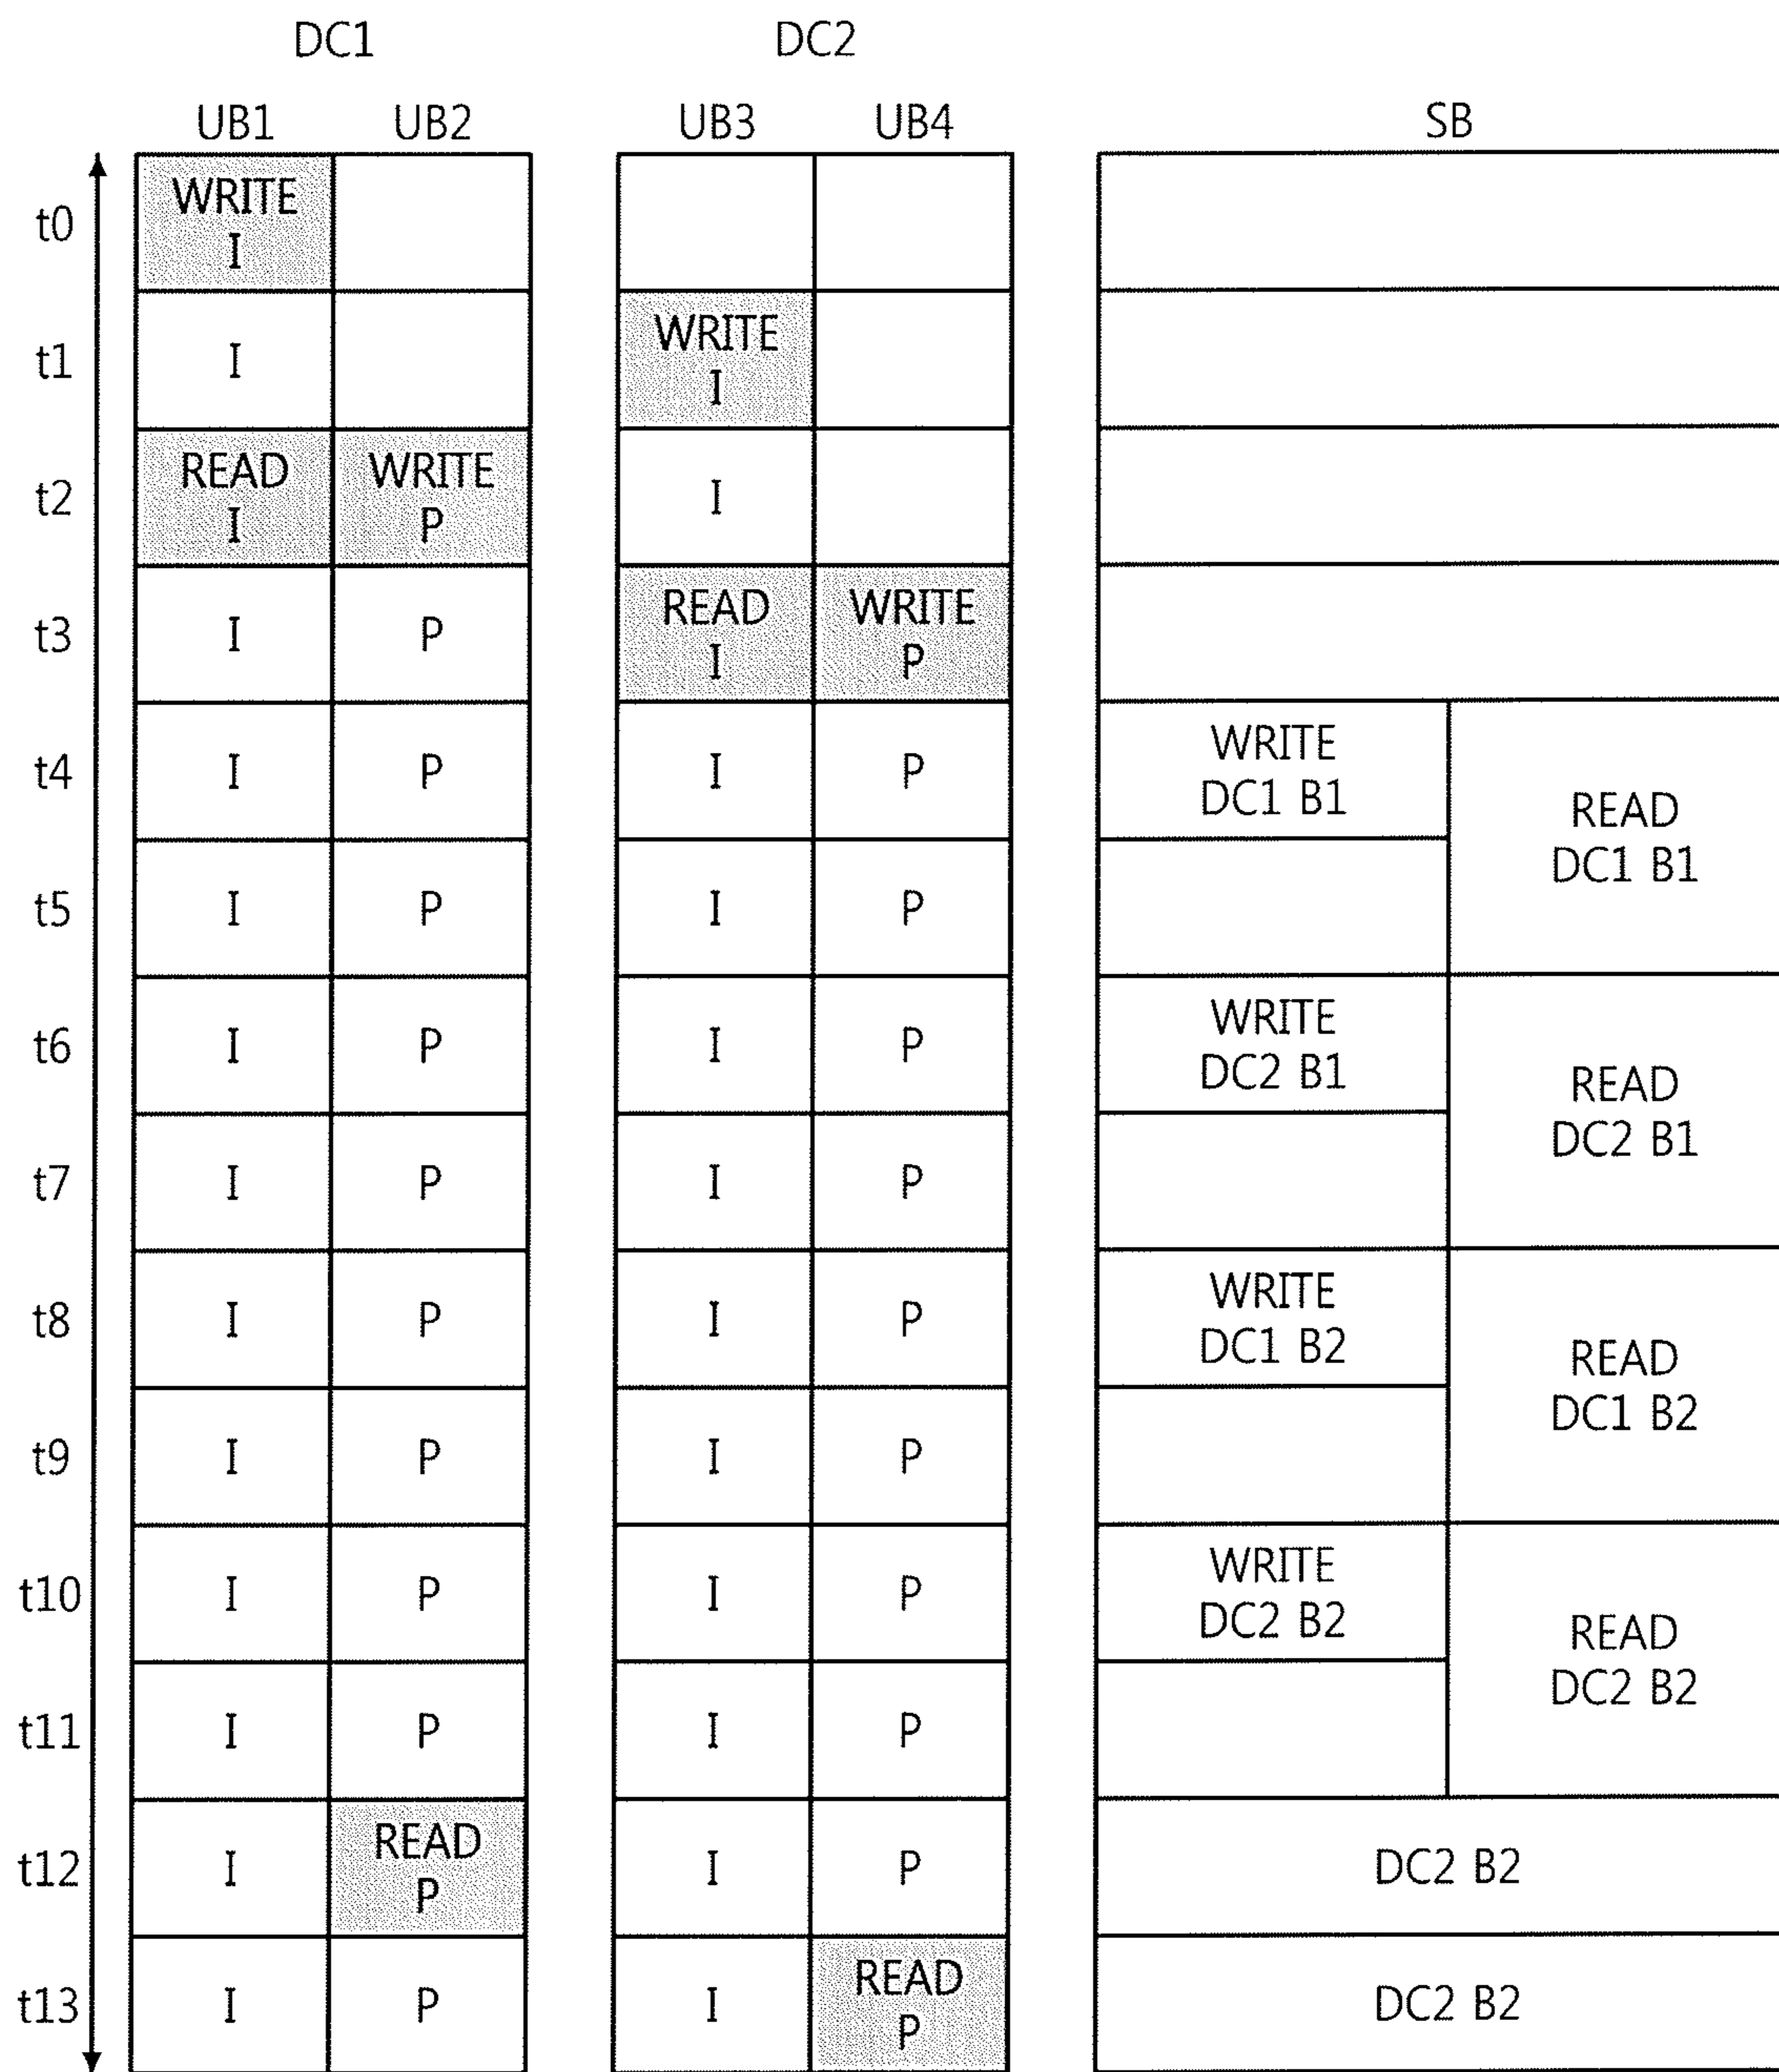 DC1 DC2
UB1 UB2 UB3 UB4 SB
t0 WRITE I
t1 I WRITE I
t2 READ I WRITE P I
t3 I P READ I WRITE P
t4 I P I P WRITE DC1 B1 READ DC1 B1
t5 I P I P
t6 I P I P WRITE DC2 B1 READ DC2 B1
t7 I P I P
t8 I P I P WRITE DC1 B2 READ DC1 B2
t9 I P I P
t10 I P I P WRITE DC2 B2 READ DC2 B2
t11 I P I P
t12 I READ P I P DC2 B2
t13 I P I READ P DC2 B2